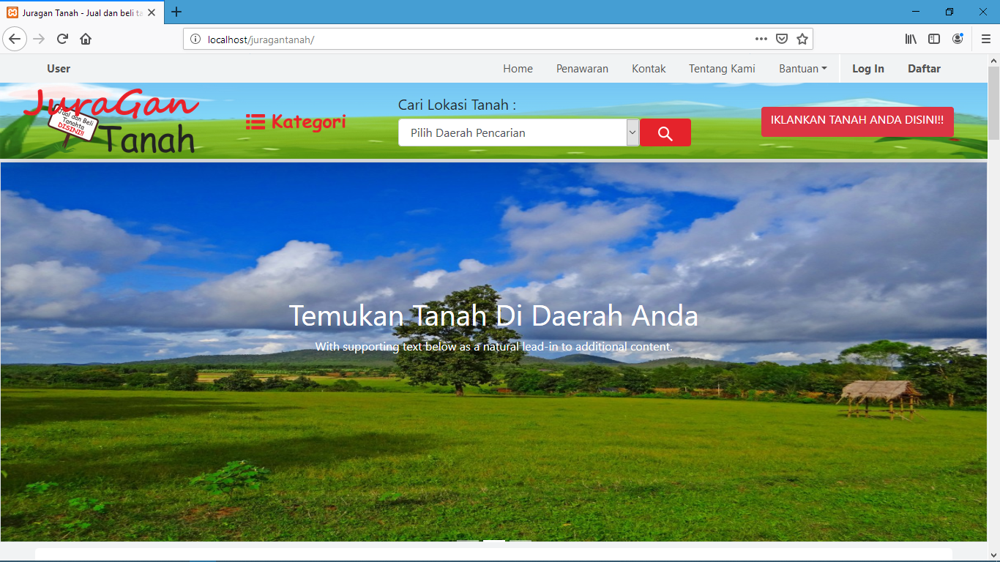 Juragan Tanah - Jual dan beli ta
localhost/juragantanah/
User
Home
Penawaran
Kontak
Tentang Kami
Bantuan
Log In
Daftar
JuraGan
Tanah
Jual dan Beli
Tanahta
DISINI!!
Kategori
Cari Lokasi Tanah :
Pilih Daerah Pencarian
IKLANKAN TANAH ANDA DISINI!!
Temukan Tanah Di Daerah Anda
With supporting text below as a natural lead-in to additional content.